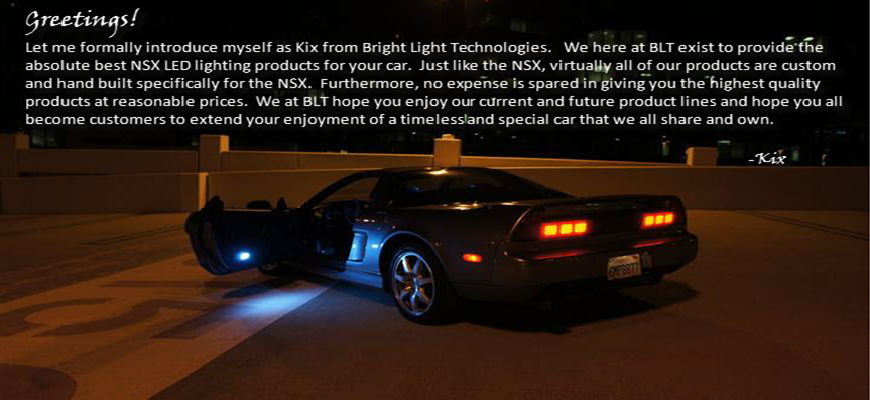 Greetings!
Let me formally introduce myself as Kix from Bright Light Technologies.   We here at BLT exist to provide the
absolute best NSX LED lighting products for your car.  Just like the NSX, virtually all of our products are custom
and hand built specifically for the NSX.  Furthermore, no expense is spared in giving you the highest quality
products at reasonable prices.  We at BLT hope you enjoy our current and future product lines and hope you all
become customers to extend your enjoyment of a timeless and special car that we all share and own.
-Kix